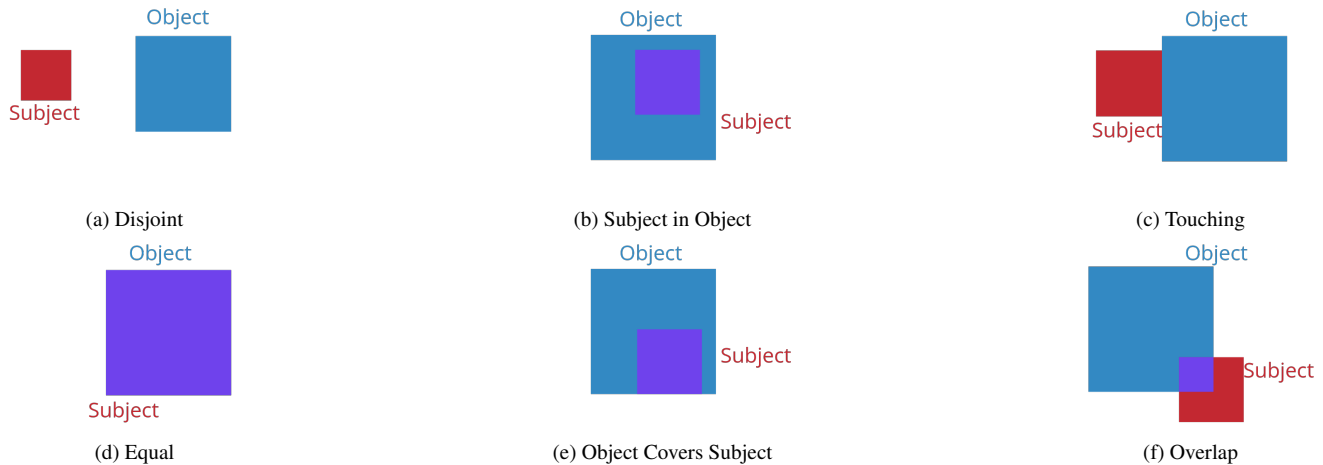 Object
Subject
(a) Disjoint
Object
Subject
(b) Subject in Object
Object
Subject
(c) Touching
Object
Subject
(d) Equal
Object
Subject
(e) Object Covers Subject
Object
Subject
(f) Overlap